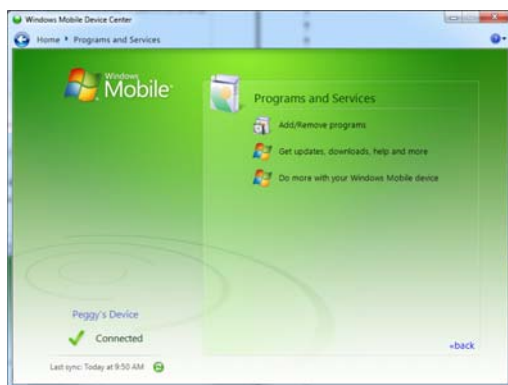 Windows Mobile Device Center
Home Programs and Services
Windows
Mobile
Programs and Services
Add/Remove programs
Get updates, downloads, help and more
Do more with your Windows Mobile device
Peggy's Device
Connected
«back
Last sync: Today at 9:50 AM